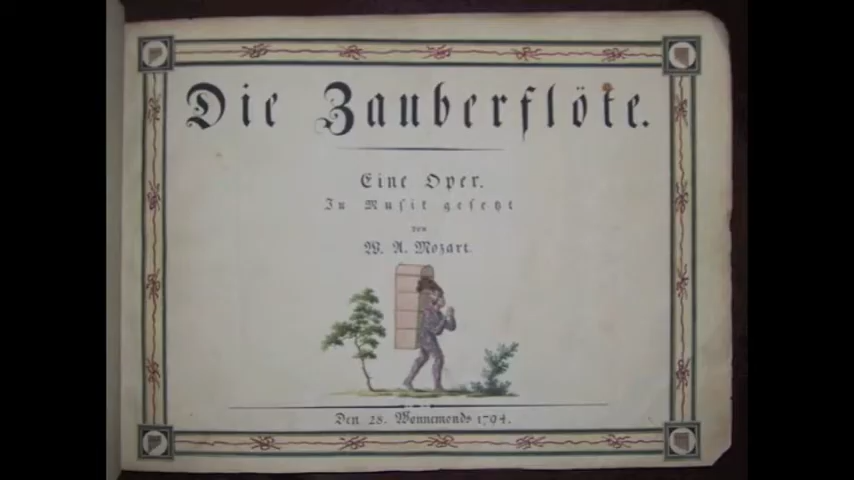 Die Zauberflöte.
Eine Oper.
In Musik gesetzt
von
W. A. Mozart.
Den 28. Wonnemonds 1794.